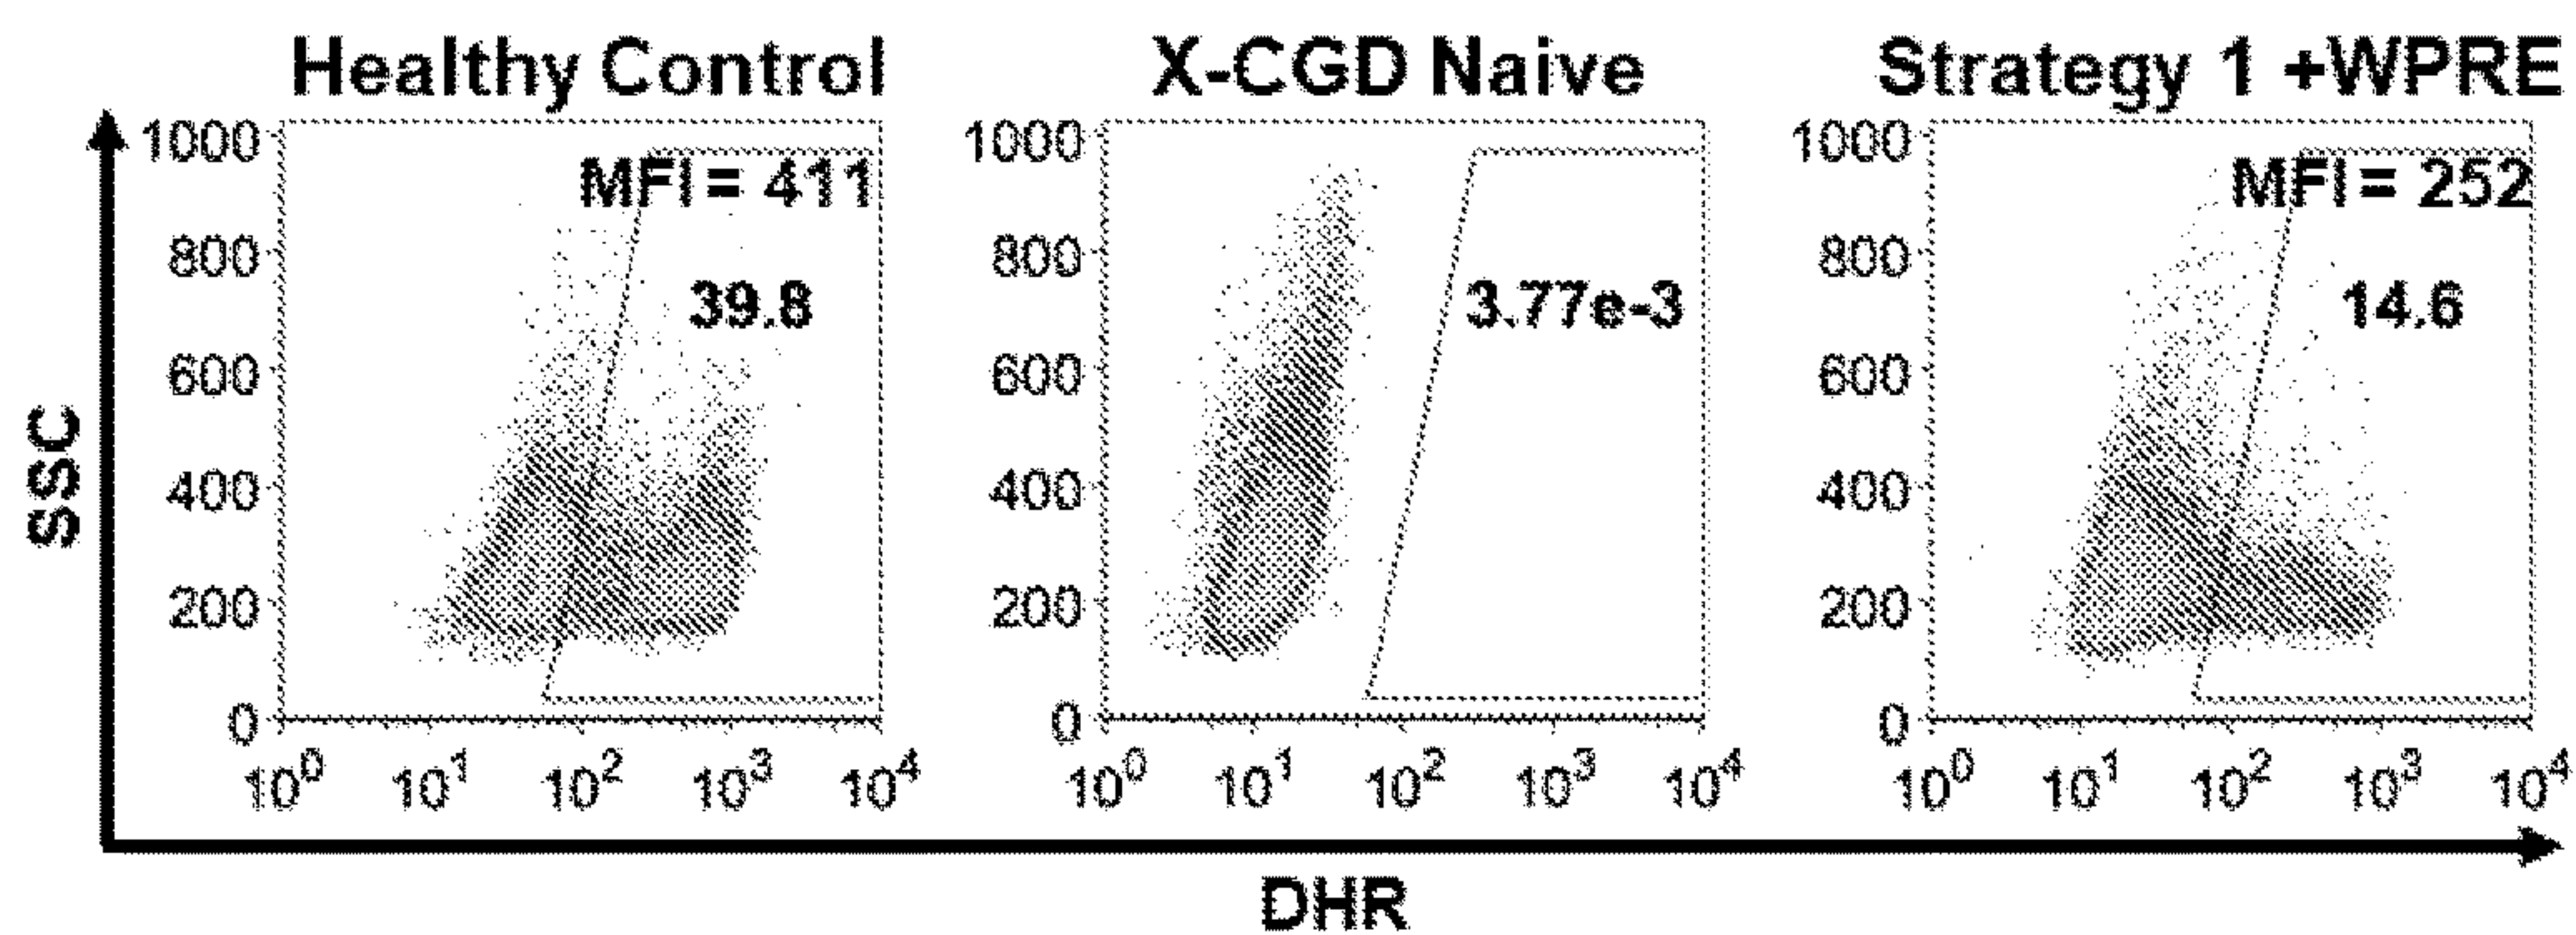 Healthy Control
X-CGD Naive
Strategy 1 +WPRE
SSC
1000
800
600
400
200
0
MFI = 411
39.8
10^0 10^1 10^2 10^3 10^4
1000
800
600
400
200
0
3.77e-3
10^0 10^1 10^2 10^3 10^4
1000
800
600
400
200
0
MFI = 252
14.6
10^0 10^1 10^2 10^3 10^4
DHR